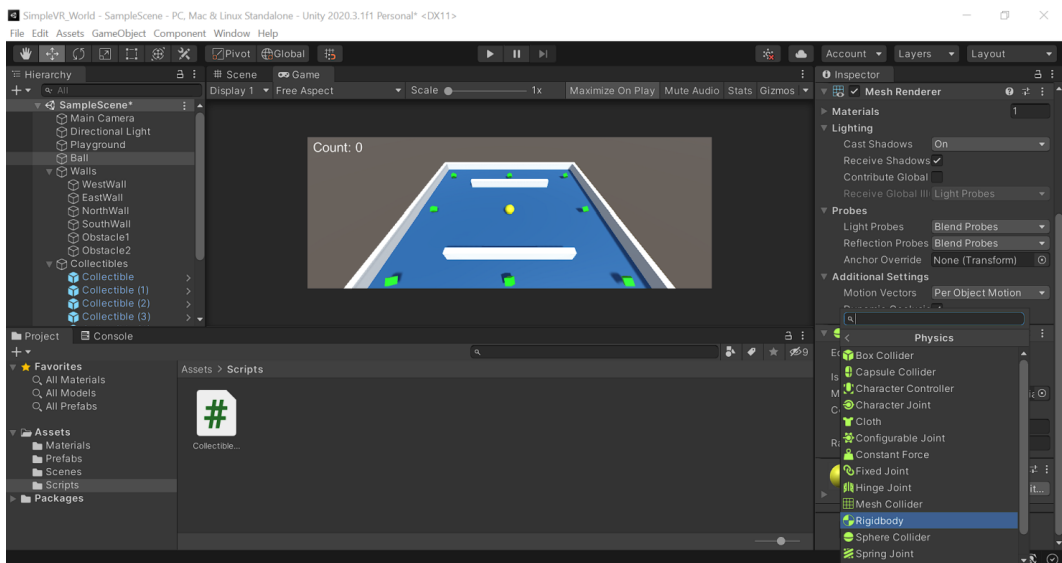 SimpleVR_World - SampleScene - PC, Mac & Linux Standalone - Unity 2020.3.1f1 Personal* <DX11>
File Edit Assets GameObject Component Window Help
Pivot Global Account Layers Layout
Hierarchy
All
SampleScene*
Main Camera
Directional Light
Playground
Ball
Walls
WestWall
EastWall
NorthWall
SouthWall
Obstacle1
Obstacle2
Collectibles
Collectible
Collectible (1)
Collectible (2)
Collectible (3)
Scene Game
Display 1 Free Aspect Scale 1x Maximize On Play Mute Audio Stats Gizmos
Count: 0
Inspector
Mesh Renderer
Materials 1
Lighting
Cast Shadows On
Receive Shadows
Contribute Global
Receive Global Ill Light Probes
Probes
Light Probes Blend Probes
Reflection Probes Blend Probes
Anchor Override None (Transform)
Additional Settings
Motion Vectors Per Object Motion
Physics
Box Collider
Capsule Collider
Character Controller
Character Joint
Cloth
Configurable Joint
Constant Force
Fixed Joint
Hinge Joint
Mesh Collider
Rigidbody
Sphere Collider
Spring Joint
Project Console
9
Favorites
All Materials
All Models
All Prefabs
Assets
Materials
Prefabs
Scenes
Scripts
Packages
Assets > Scripts
#
Collectible...